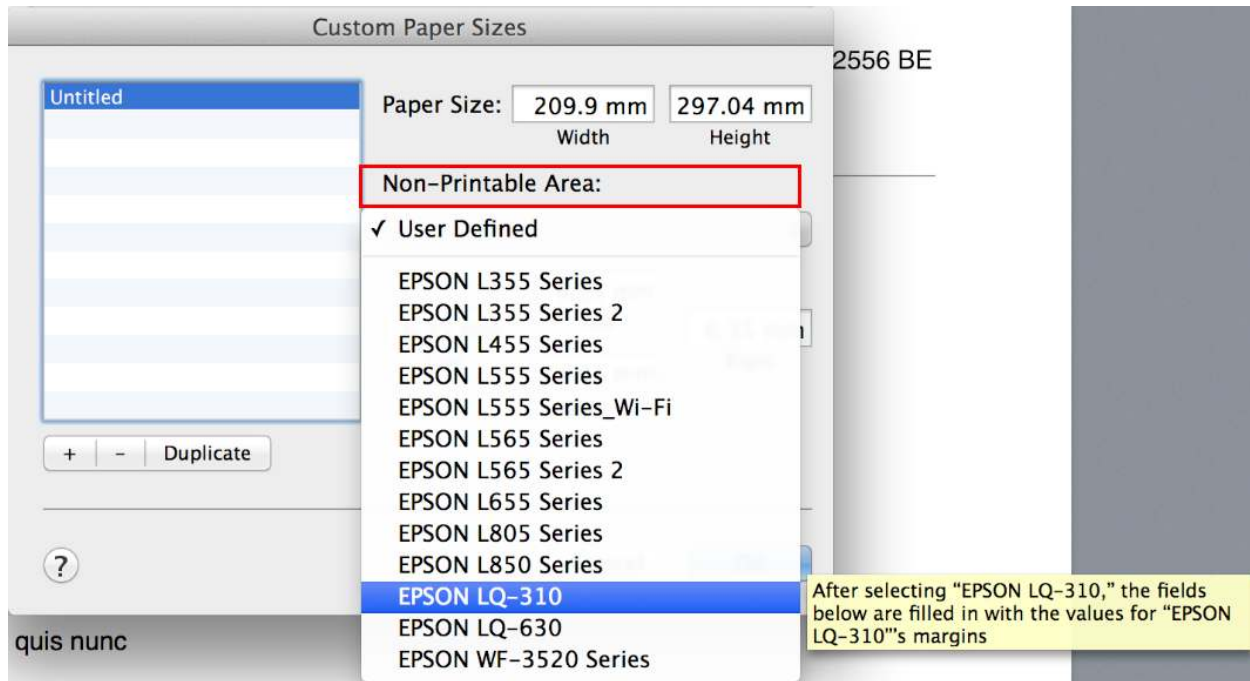 Custom Paper Sizes
2556 BE
Untitled
Paper Size: 209.9 mm 297.04 mm
Width Height
Non-Printable Area:
✓ User Defined
EPSON L355 Series
EPSON L355 Series 2
EPSON L455 Series
EPSON L555 Series
EPSON L555 Series_Wi-Fi
EPSON L565 Series
EPSON L565 Series 2
EPSON L655 Series
EPSON L805 Series
EPSON L850 Series
EPSON LQ-310
EPSON LQ-630
EPSON WF-3520 Series
+ - Duplicate
?
After selecting “EPSON LQ-310,” the fields
below are filled in with the values for “EPSON
LQ-310”'s margins
quis nunc